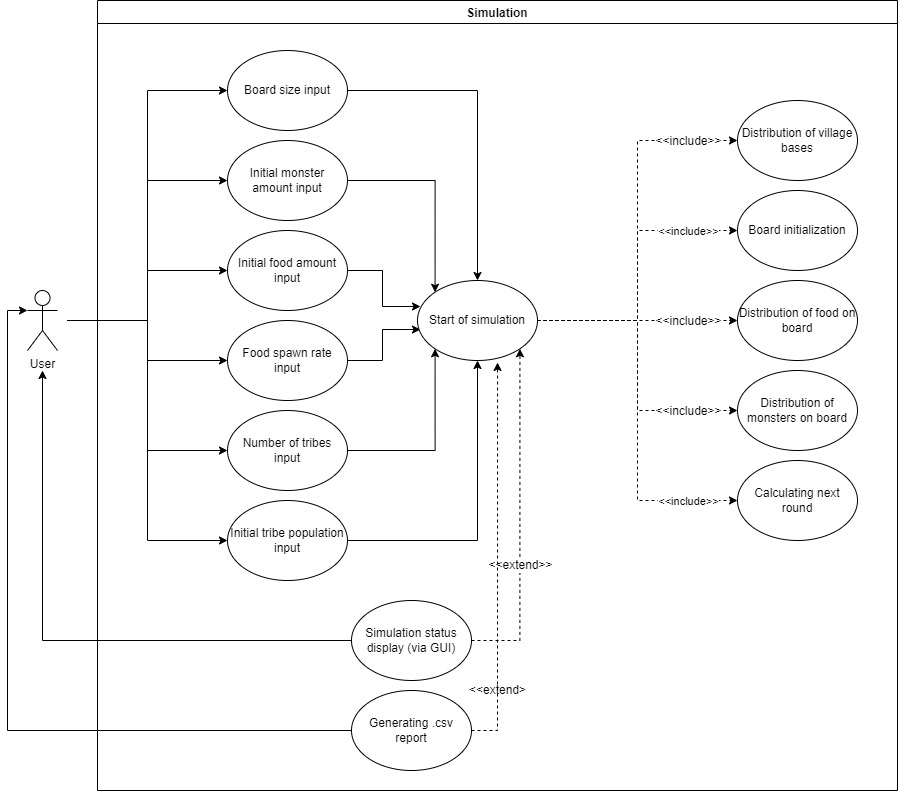 Simulation
Board size input
Initial monster
amount input
Initial food amount
input
Food spawn rate
input
Number of tribes
input
Initial tribe population
input
User
Start of simulation
<<include>>
Distribution of village
bases
<<include>>
Board initialization
<<include>>
Distribution of food on
board
<<include>>
Distribution of
monsters on board
<<include>>
Calculating next
round
<<extend>>
Simulation status
display (via GUI)
<<extend>
Generating .csv
report